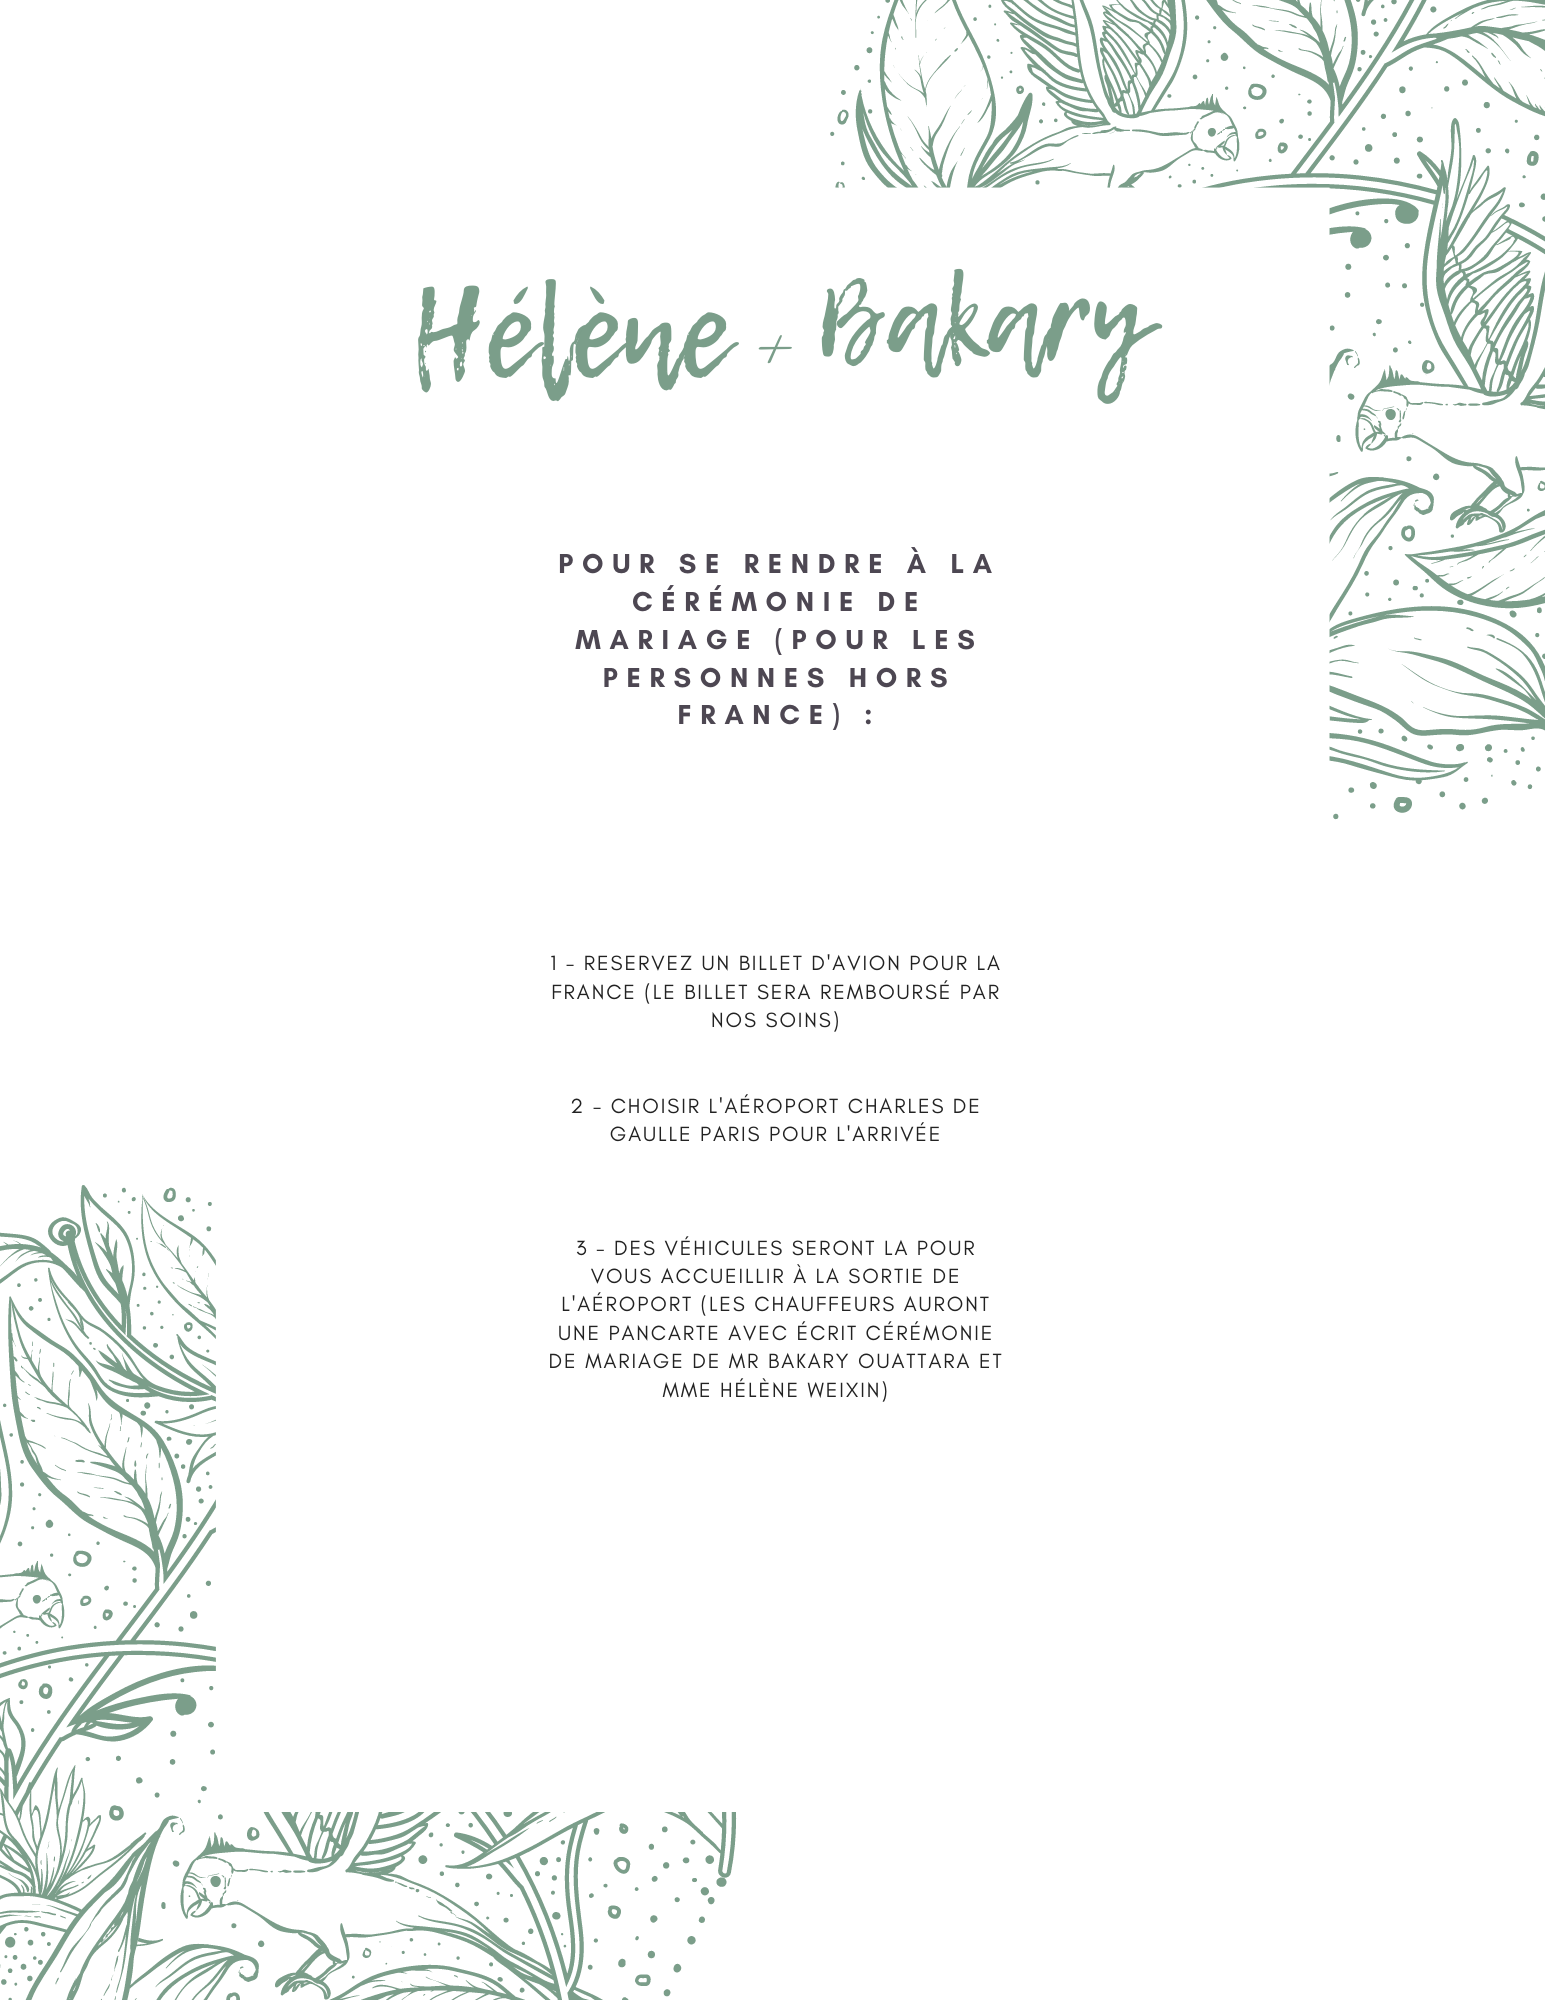 Hélène + Bakary
POUR SE RENDRE À LA
CÉRÉMONIE DE
MARIAGE (POUR LES
PERSONNES HORS
FRANCE) :
1 - RESERVEZ UN BILLET D'AVION POUR LA
FRANCE (LE BILLET SERA REMBOURSÉ PAR
NOS SOINS)
2 - CHOISIR L'AÉROPORT CHARLES DE
GAULLE PARIS POUR L'ARRIVÉE
3 - DES VÉHICULES SERONT LA POUR
VOUS ACCUEILLIR À LA SORTIE DE
L'AÉROPORT (LES CHAUFFEURS AURONT
UNE PANCARTE AVEC ÉCRIT CÉRÉMONIE
DE MARIAGE DE MR BAKARY OUATTARA ET
MME HÉLÈNE WEIXIN)